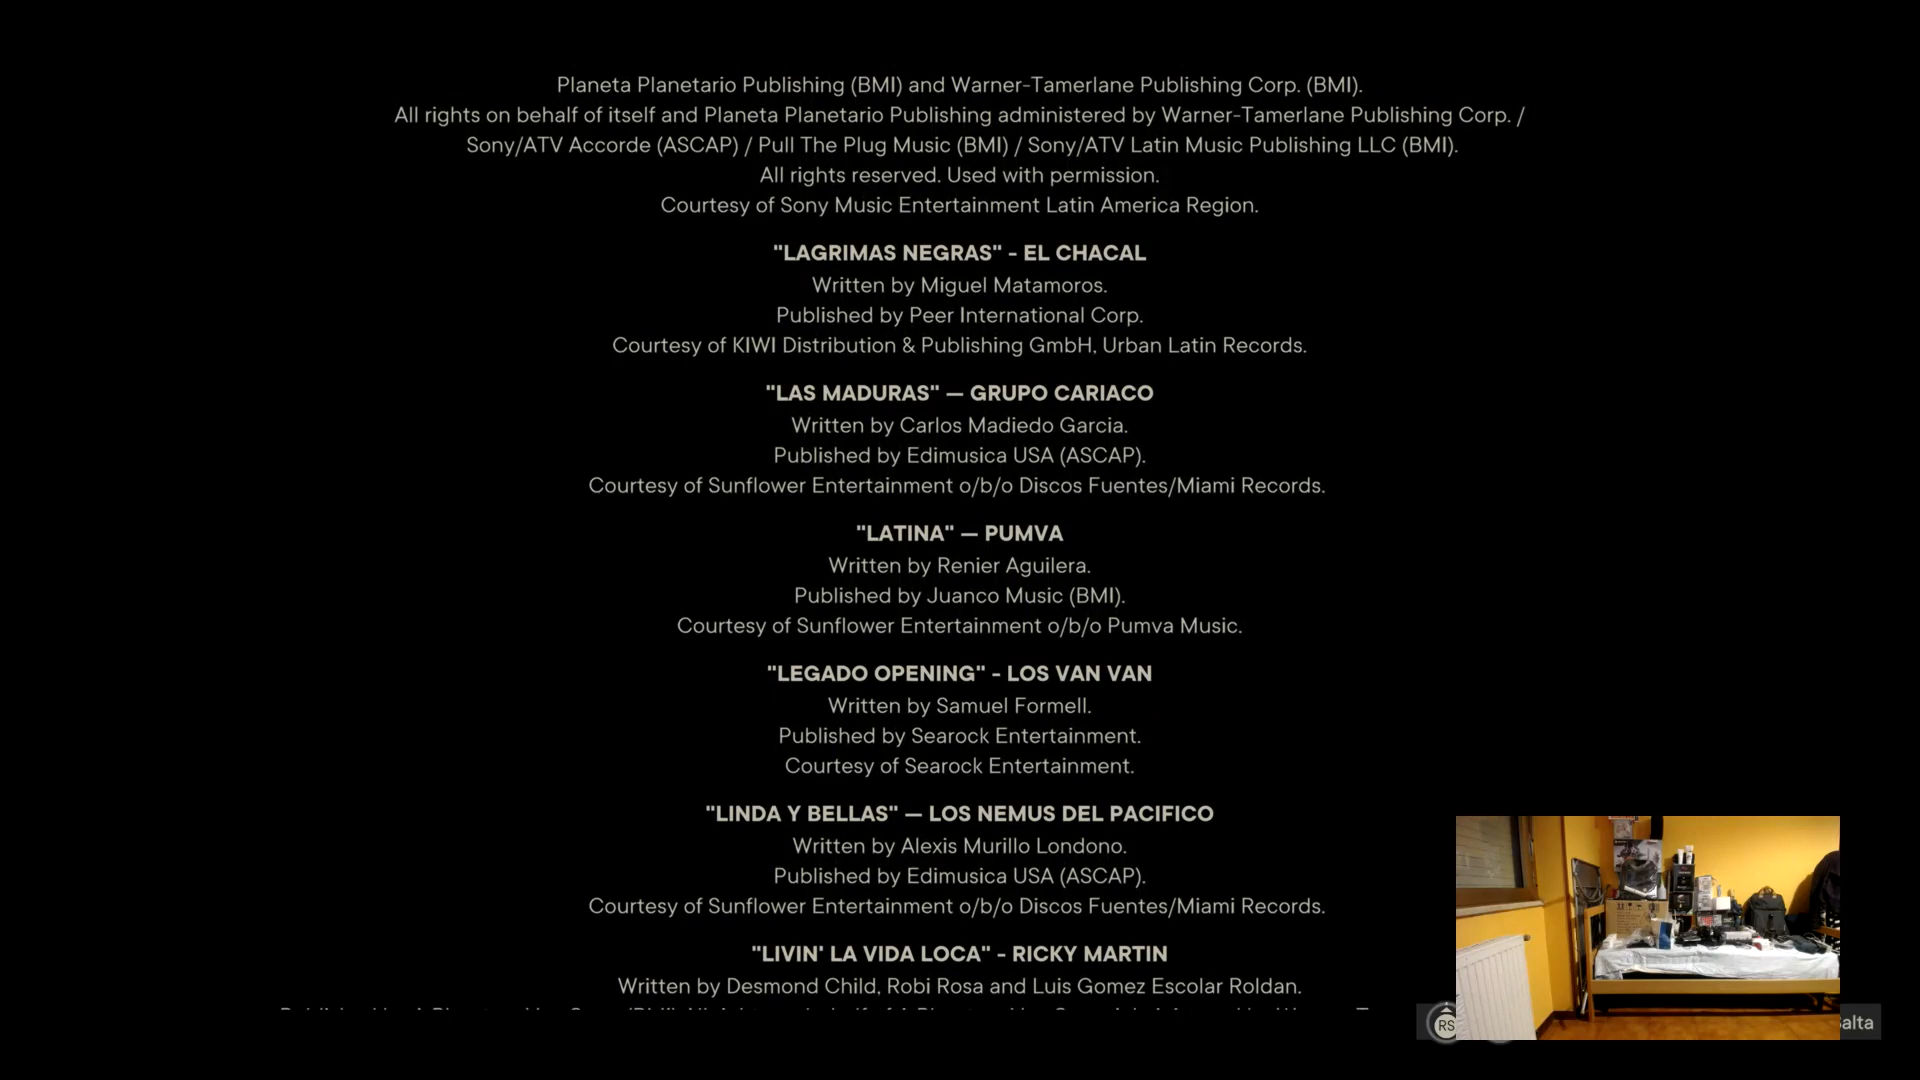 Planeta Planetario Publishing (BMI) and Warner-Tamerlane Publishing Corp. (BMI).
All rights on behalf of itself and Planeta Planetario Publishing administered by Warner-Tamerlane Publishing Corp. /
Sony/ATV Accorde (ASCAP) / Pull The Plug Music (BMI) / Sony/ATV Latin Music Publishing LLC (BMI).
All rights reserved. Used with permission.
Courtesy of Sony Music Entertainment Latin America Region.
"LAGRIMAS NEGRAS" - EL CHACAL
Written by Miguel Matamoros.
Published by Peer International Corp.
Courtesy of KIWI Distribution & Publishing GmbH, Urban Latin Records.
"LAS MADURAS" — GRUPO CARIACO
Written by Carlos Madiedo Garcia.
Published by Edimusica USA (ASCAP).
Courtesy of Sunflower Entertainment o/b/o Discos Fuentes/Miami Records.
"LATINA" — PUMVA
Written by Renier Aguilera.
Published by Juanco Music (BMI).
Courtesy of Sunflower Entertainment o/b/o Pumva Music.
"LEGADO OPENING" - LOS VAN VAN
Written by Samuel Formell.
Published by Searock Entertainment.
Courtesy of Searock Entertainment.
"LINDA Y BELLAS" — LOS NEMUS DEL PACIFICO
Written by Alexis Murillo Londono.
Published by Edimusica USA (ASCAP).
Courtesy of Sunflower Entertainment o/b/o Discos Fuentes/Miami Records.
"LIVIN' LA VIDA LOCA" - RICKY MARTIN
Written by Desmond Child, Robi Rosa and Luis Gomez Escolar Roldan.
RS alta